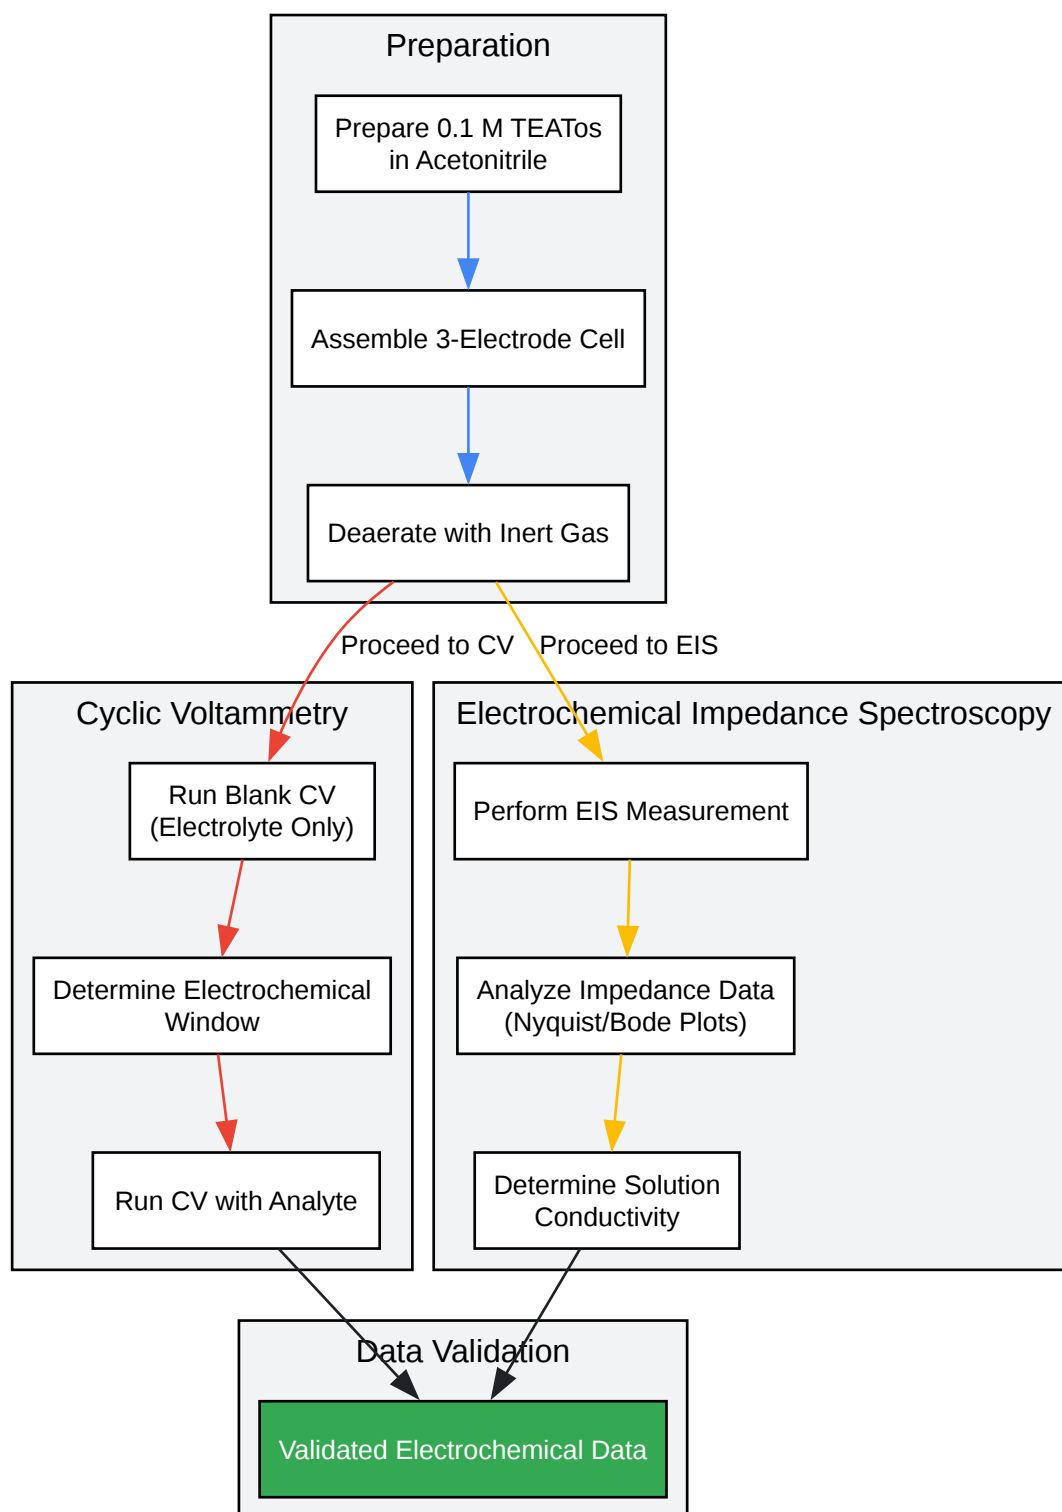 Preparation
Prepare 0.1 M TEATos
in Acetonitrile
Assemble 3-Electrode Cell
Deaerate with Inert Gas
Proceed to CV
Proceed to EIS
Cyclic Voltammetry
Run Blank CV
(Electrolyte Only)
Determine Electrochemical
Window
Run CV with Analyte
Electrochemical Impedance Spectroscopy
Perform EIS Measurement
Analyze Impedance Data
(Nyquist/Bode Plots)
Determine Solution
Conductivity
Data Validation
Validated Electrochemical Data